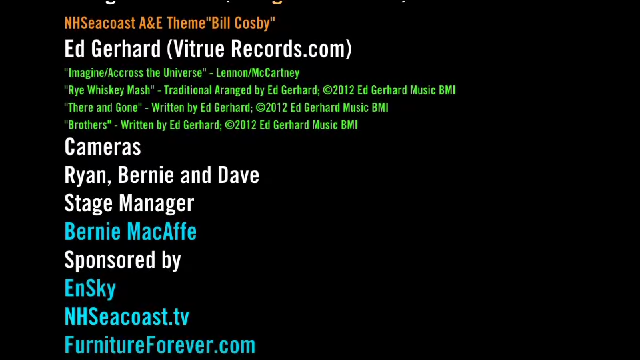 NHSeacoast A&E Theme"Bill Cosby"
Ed Gerhard (Vitrue Records.com)
"Imagine/Accross the Universe" - Lennon/McCartney
"Rye Whiskey Mash" - Traditional Aranged by Ed Gerhard; ©2012 Ed Gerhard Music BMI
"There and Gone" - Written by Ed Gerhard; ©2012 Ed Gerhard Music BMI
"Brothers" - Written by Ed Gerhard; ©2012 Ed Gerhard Music BMI
Cameras
Ryan, Bernie and Dave
Stage Manager
Bernie MacAffe
Sponsored by
EnSky
NHSeacoast.tv
FurnitureForever.com